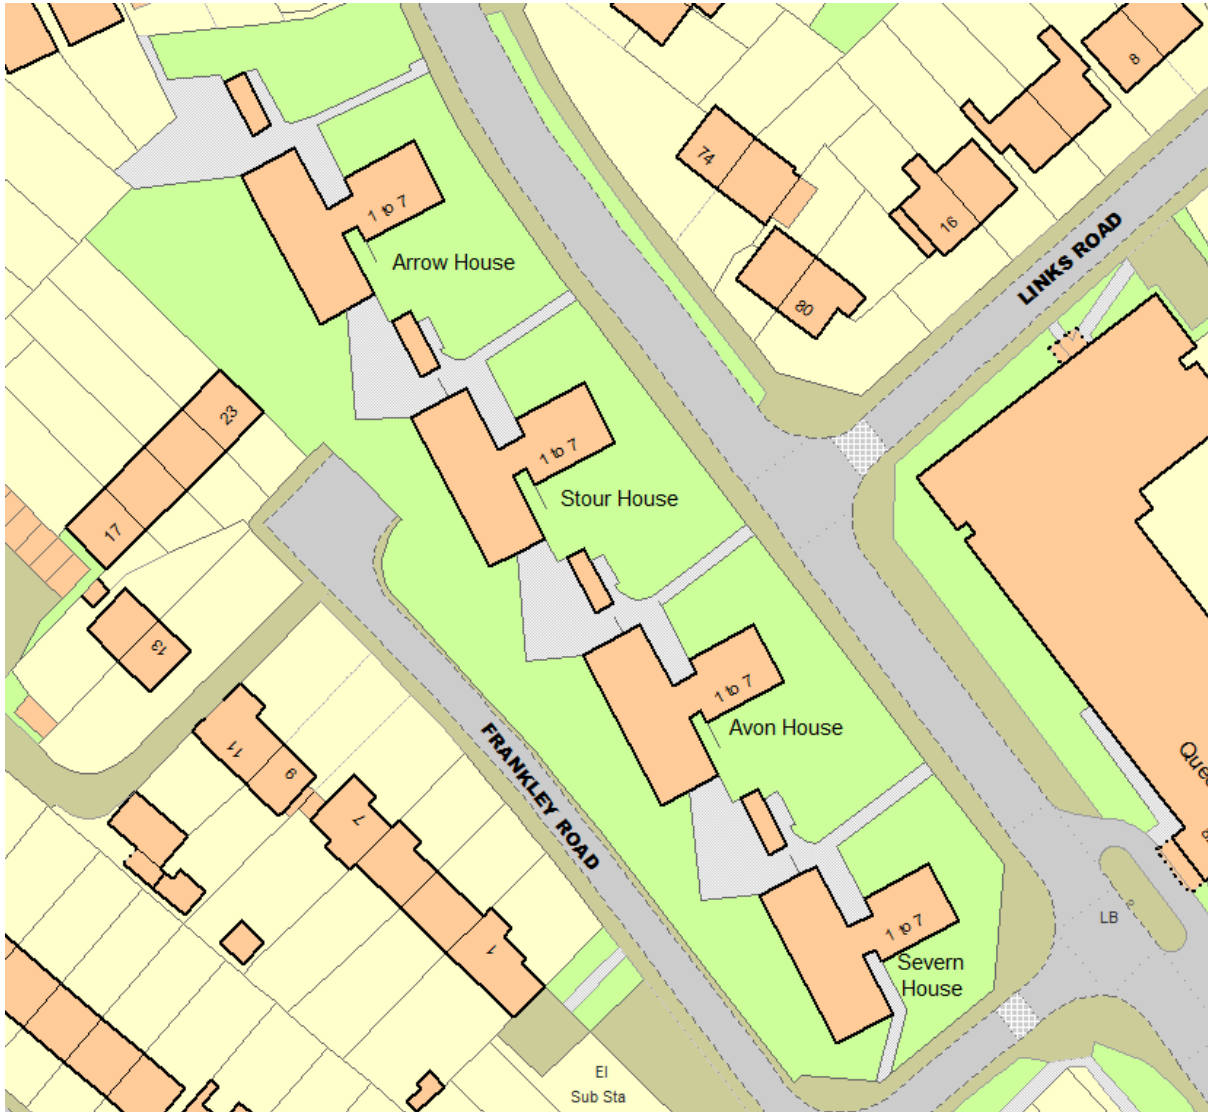 8
74
16
LINKS ROAD
1 to 7
Arrow House
80
23
1 to 7
Stour House
17
13
1 to 7
Avon House
FRANKLEY ROAD
11
9
7
1
1 to 7
Severn
House
LB
El
Sub Sta